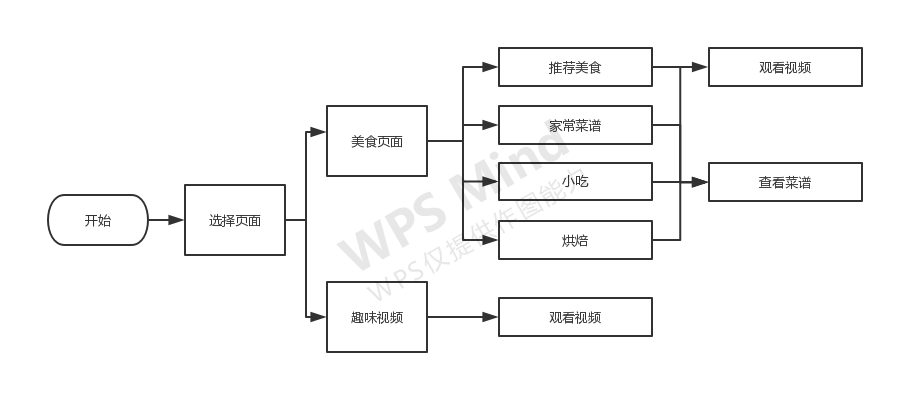 推荐美食
观看视频
美食页面
家常菜谱
小吃
查看菜谱
开始
选择页面
烘焙
趣味视频
观看视频
WPS Mind
WPS仅提供作图能力